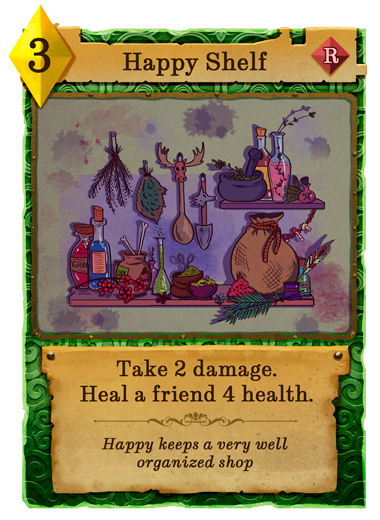 3
Happy Shelf
R
Take 2 damage.
Heal a friend 4 health.
Happy keeps a very well
organized shop